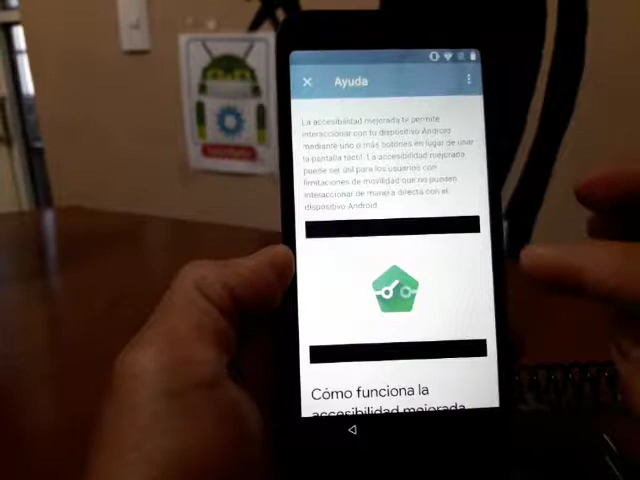 Ayuda
La accesibilidad mejorada te permite
interaccionar con tu dispositivo Android
mediante uno o más botones en lugar de usar
la pantalla táctil. La accesibilidad mejorada
puede ser útil para los usuarios con
limitaciones de movilidad que no pueden
interaccionar de manera directa con el
dispositivo Android.
Cómo funciona la
accesibilidad mejorada